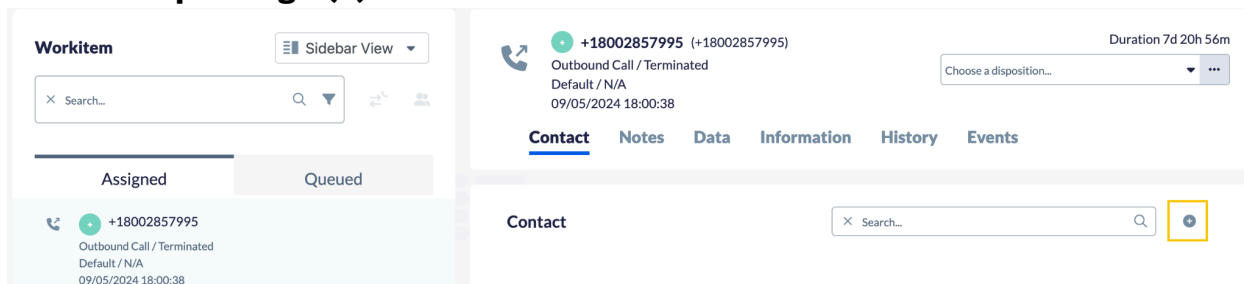 Workitem
Sidebar View
× Search...
Assigned Queued
+18002857995
Outbound Call / Terminated
Default / N/A
09/05/2024 18:00:38
+18002857995 (+18002857995)
Outbound Call / Terminated
Default / N/A
09/05/2024 18:00:38
Duration 7d 20h 56m
Choose a disposition...
Contact Notes Data Information History Events
Contact
× Search...